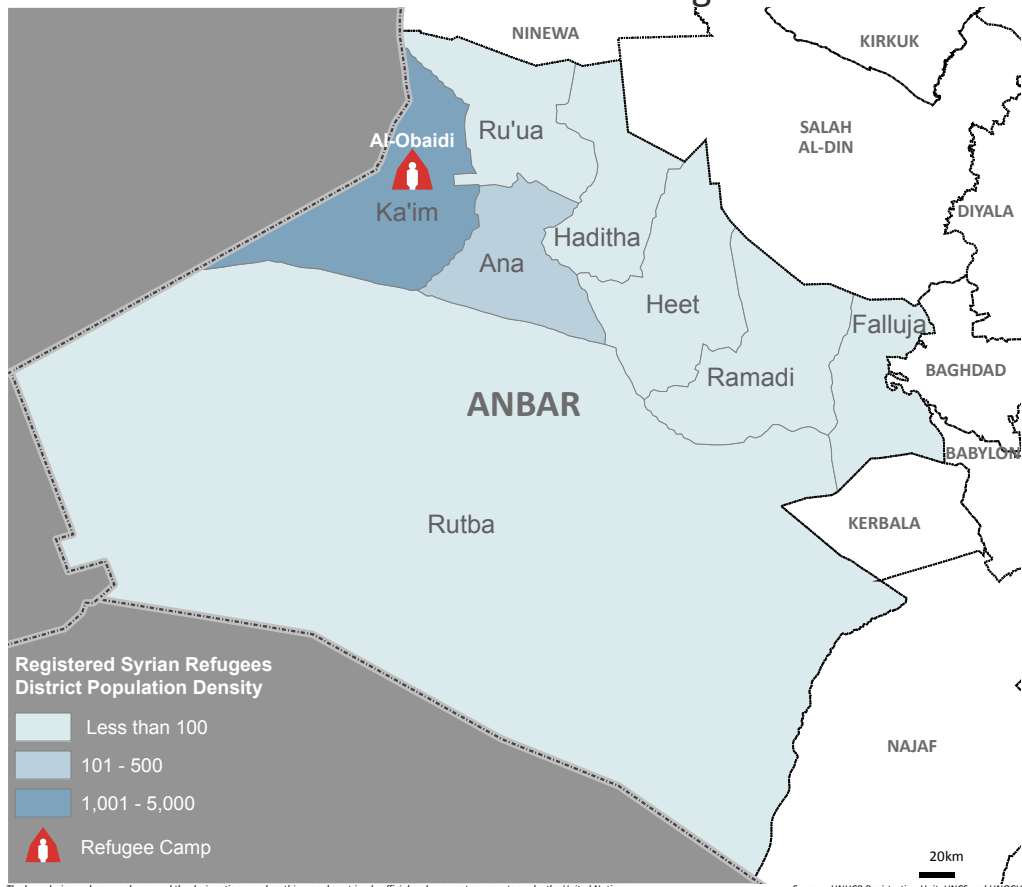 NINEWA
KIRKUK
SALAH
AL-DIN
DIYALA
Ru'ua
Al-Obaidi
Ka'im
Haditha
Ana
Heet
Falluja
BAGHDAD
Ramadi
ANBAR
BABYLON
Rutba
KERBALA
NAJAF
Registered Syrian Refugees
District Population Density
Less than 100
101 - 500
1,001 - 5,000
Refugee Camp
20km